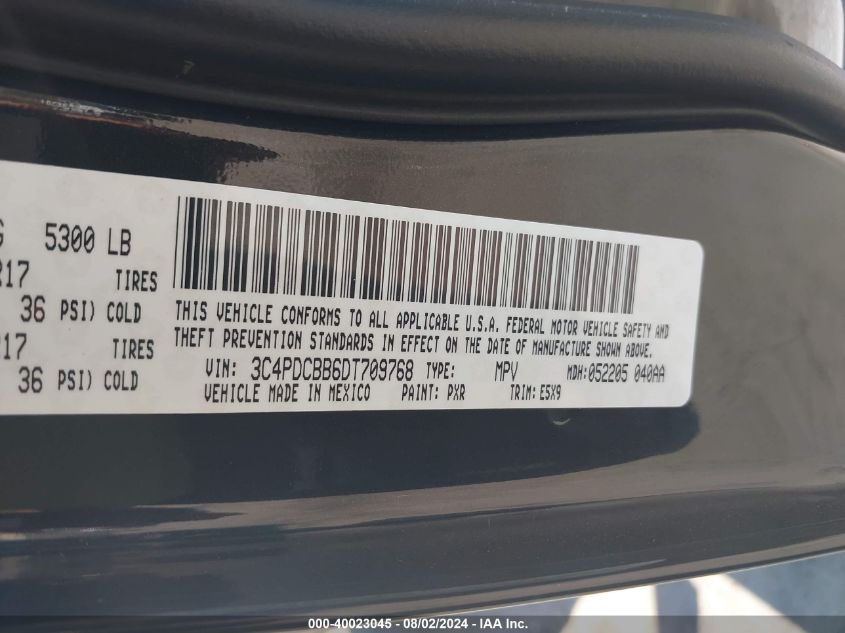 5300 LB
17 TIRES
36 PSI) COLD
17 TIRES
36 PSI) COLD
THIS VEHICLE CONFORMS TO ALL APPLICABLE U.S.A. FEDERAL MOTOR VEHICLE SAFETY AND
THEFT PREVENTION STANDARDS IN EFFECT ON THE DATE OF MANUFACTURE SHOWN ABOVE.
VIN: 3C4PDCBB6DT709768 TYPE: MPV MDH:052205 040AA
VEHICLE MADE IN MEXICO PAINT: PXR TRIM: E5X9
000-40023045 - 08/02/2024 - IAA Inc.